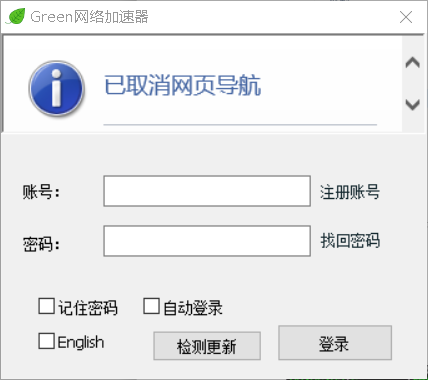 Green网络加速器
已取消网页导航
账号：
注册账号
密码：
找回密码
记住密码
自动登录
English
检测更新
登录